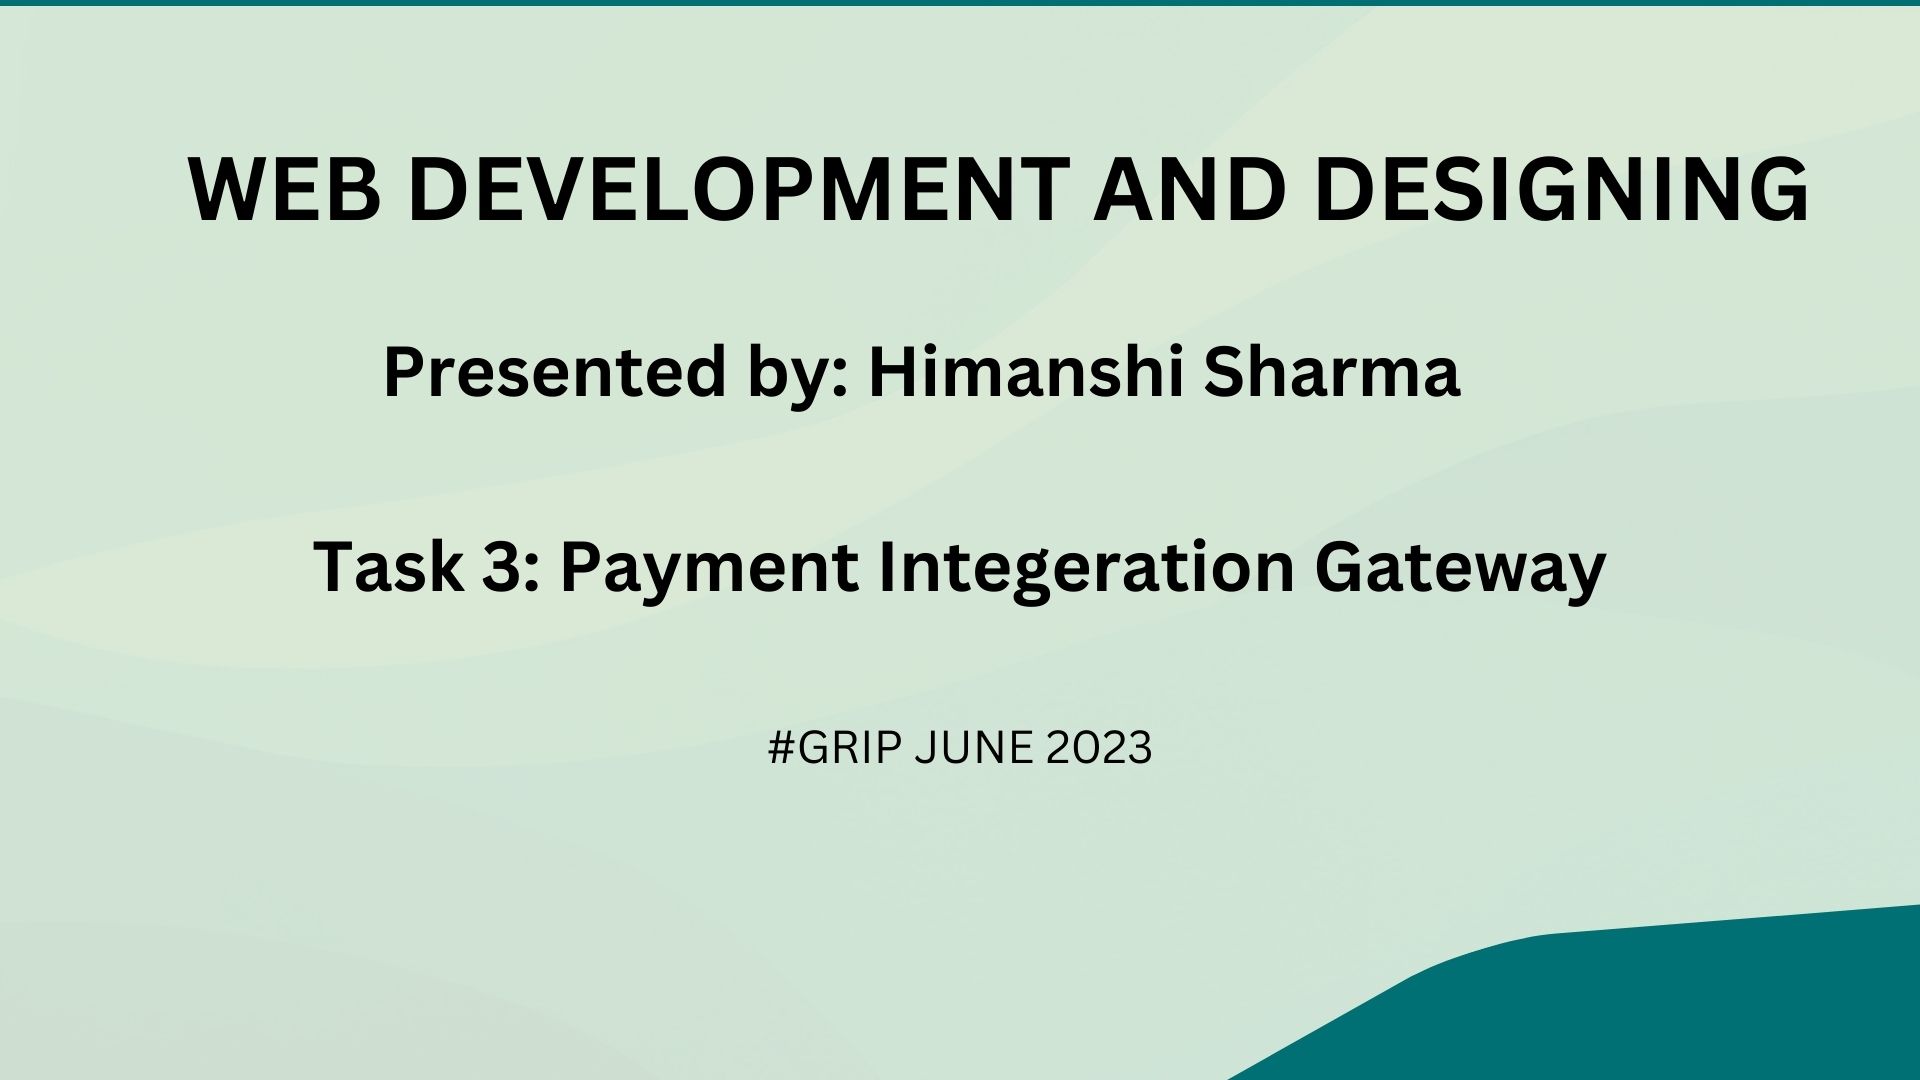 WEB DEVELOPMENT AND DESIGNING
Presented by: Himanshi Sharma
Task 3: Payment Integeration Gateway
#GRIP JUNE 2023